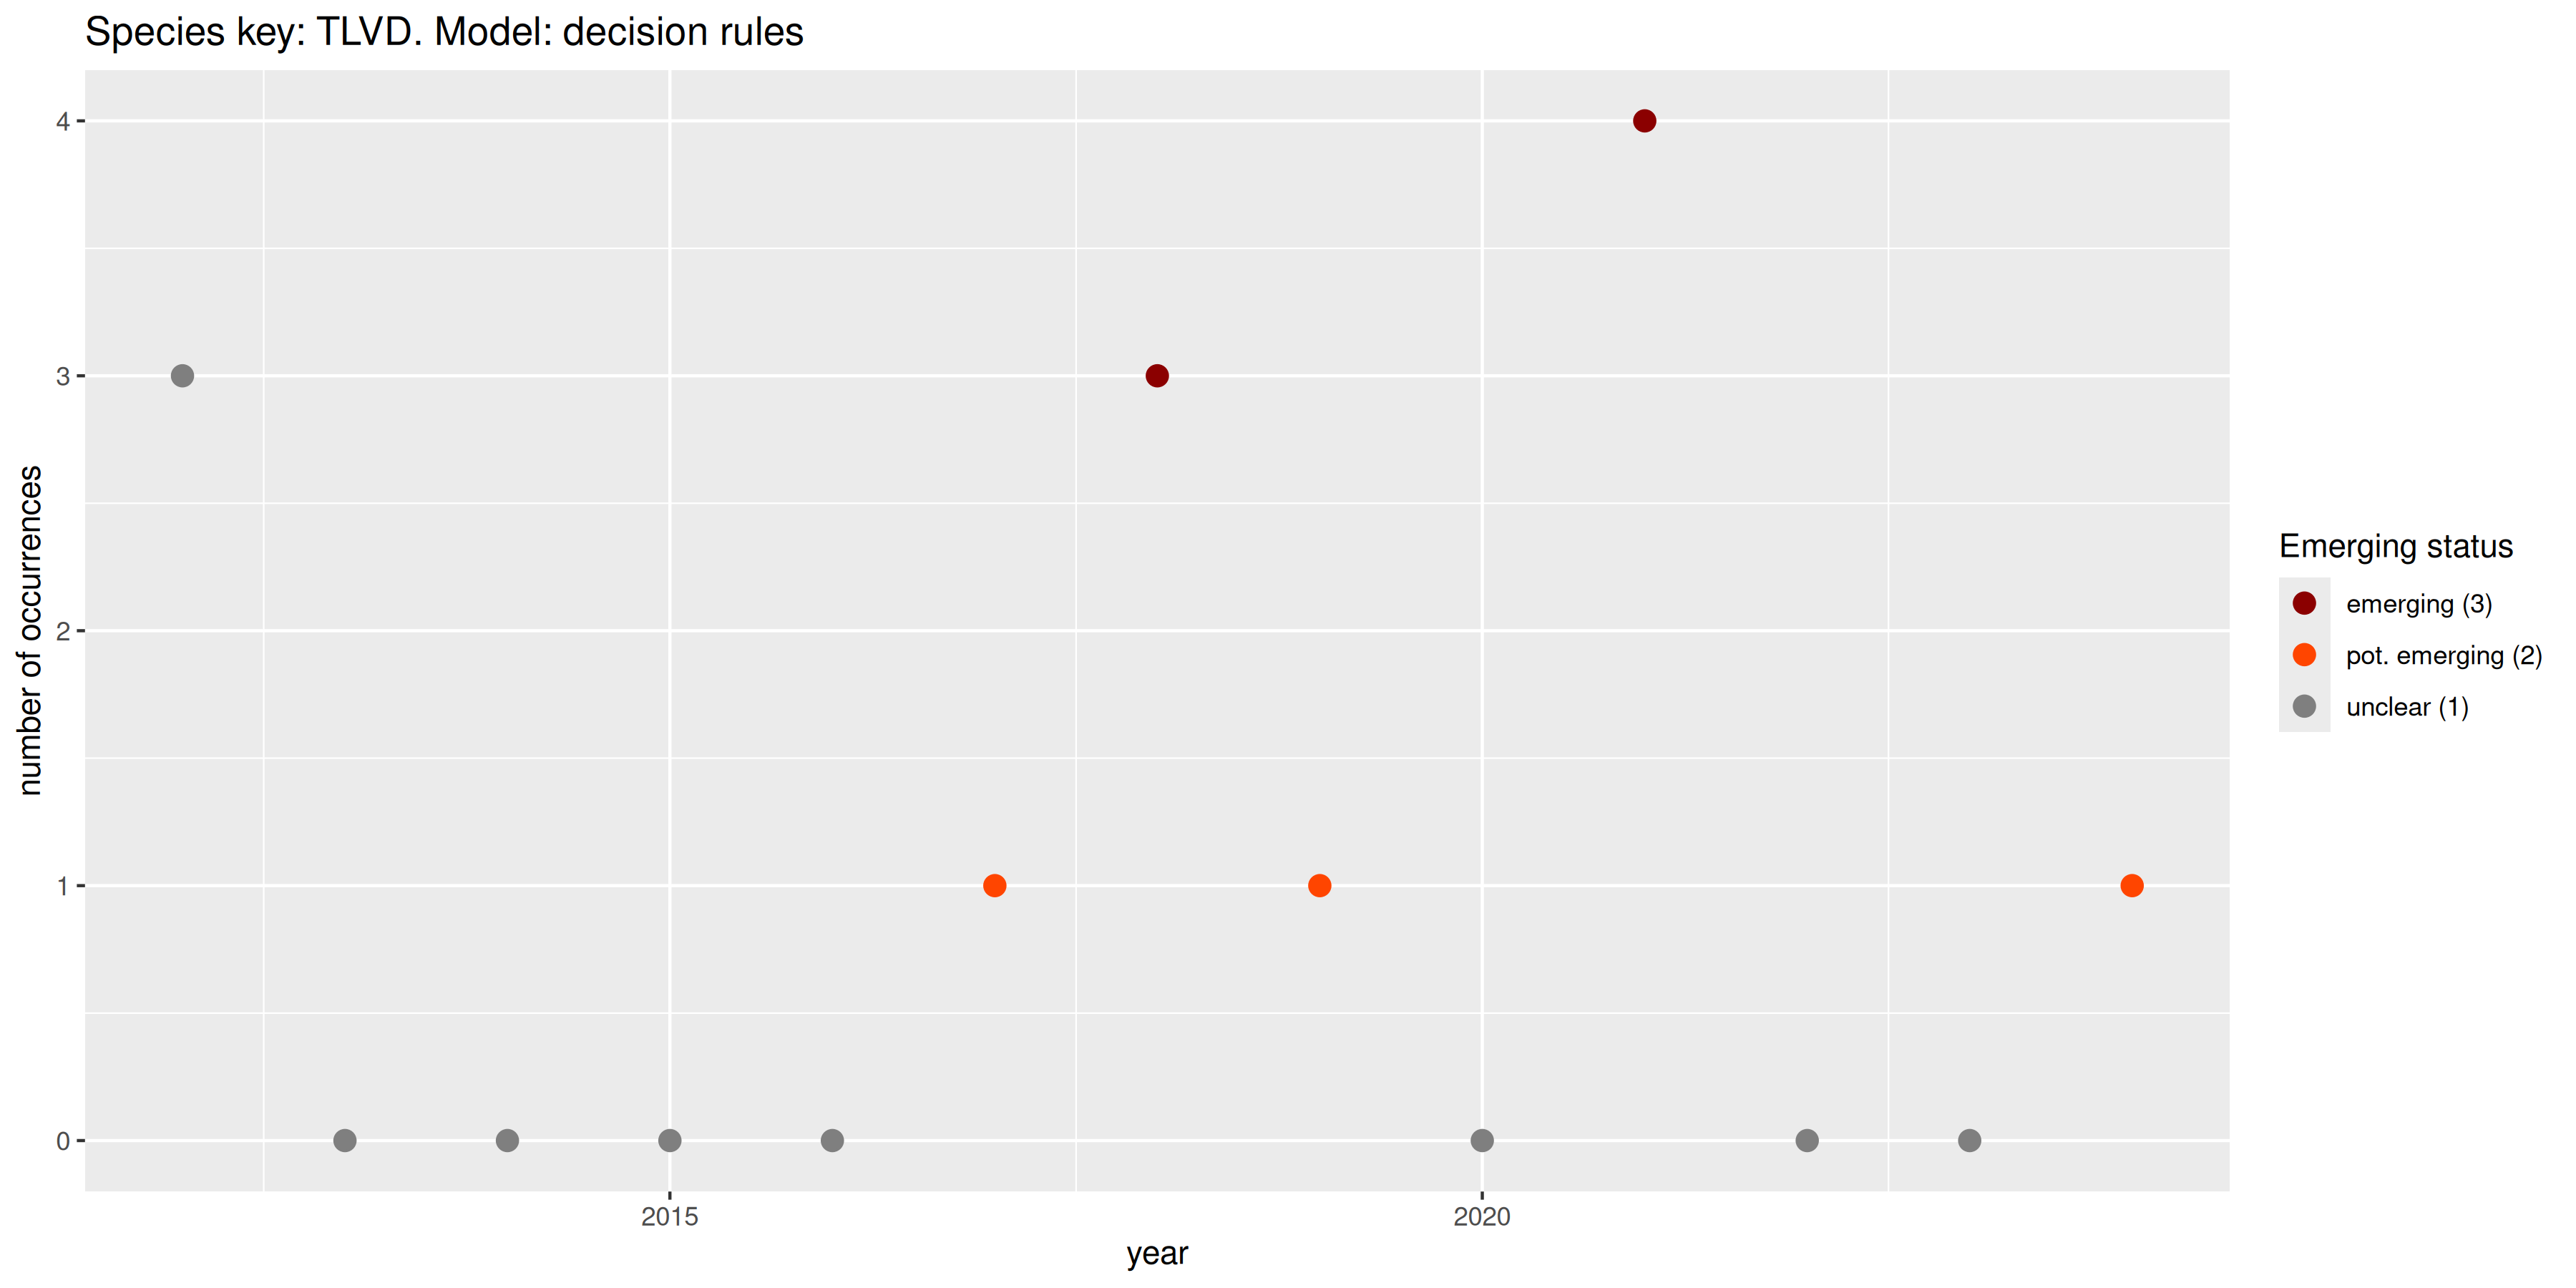 Species key: TLVD. Model: decision rules
number of occurrences
4
3
2
1
0
2015
2020
year
Emerging status
emerging (3)
pot. emerging (2)
unclear (1)